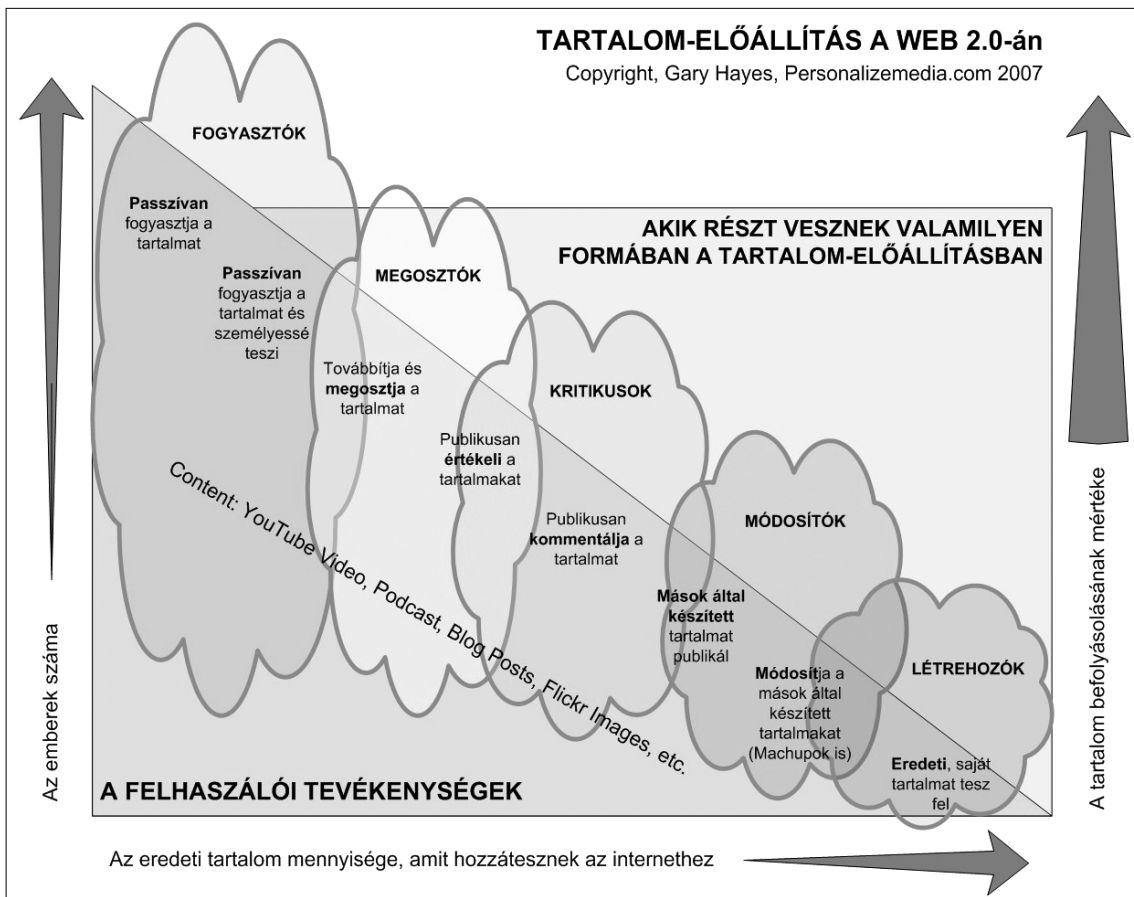 TARTALOM-ELŐÁLLÍTÁS A WEB 2.0-án
Copyright, Gary Hayes, Personalizemedia.com 2007
FOGYASZTÓK
Passzívan
fogyasztja a
tartalmat
Passzívan
fogyasztja a
tartalmat és
személyessé
teszi
AKIK RÉSZT VESZNEK VALAMILYEN
FORMÁBAN A TARTALOM-ELŐÁLLÍTÁSBAN
MEGOSZTÓK
Továbbítja és
megosztja a
tartalmat
KRITIKUSOK
Publikusan
értékeli a
tartalmakat
Publikusan
kommentálja a
tartalmat
MÓDOSÍTÓK
Mások által
készített
tartalmat
publikál
Módosítja a
mások által
készített
tartalmakat
(Machupok is)
LÉTREHOZÓK
Eredeti, saját
tartalmat tesz
fel
Content: YouTube Video, Podcast, Blog Posts, Flickr Images, etc.
A FELHASZÁLÓI TEVÉKENYSÉGEK
Az emberek száma
A tartalom befolyásolásának mértéke
Az eredeti tartalom mennyisége, amit hozzátesznek az internethez